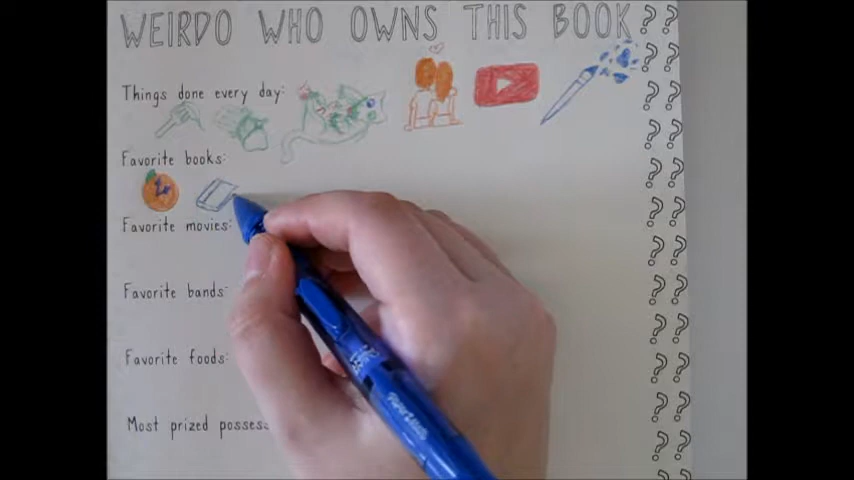 WEIRDO WHO OWNS THIS BOOK ??
Things done every day:
Favorite books:
Favorite movies:
Favorite bands:
Favorite foods:
Most prized